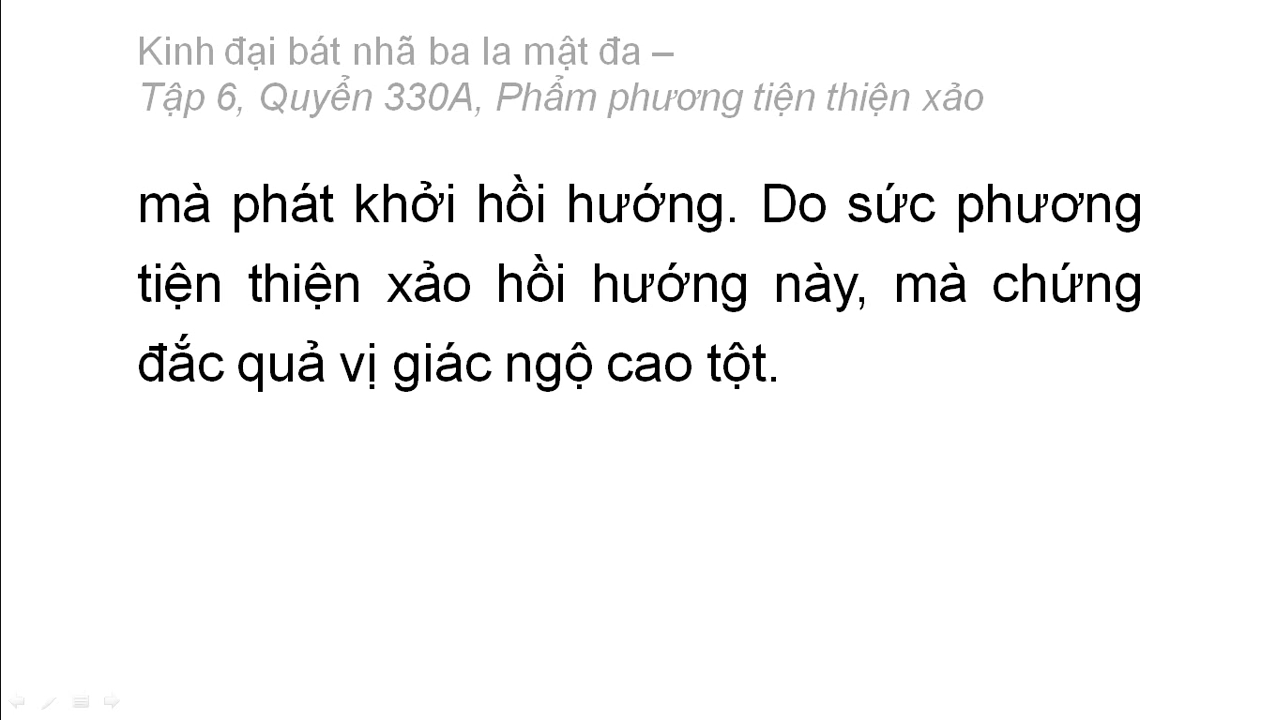 Kinh đại bát nhã ba la mật đa –
Tập 6, Quyển 330A, Phẩm phương tiện thiện xảo
mà phát khởi hồi hướng. Do sức phương
tiện thiện xảo hồi hướng này, mà chứng
đắc quả vị giác ngộ cao tột.